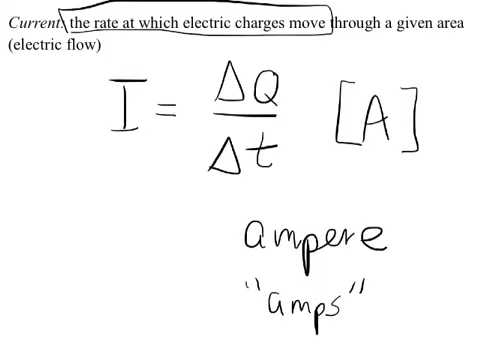 Current: the rate at which electric charges move through a given area
(electric flow)
I = ΔQ / Δt [A]
ampere
"amps"